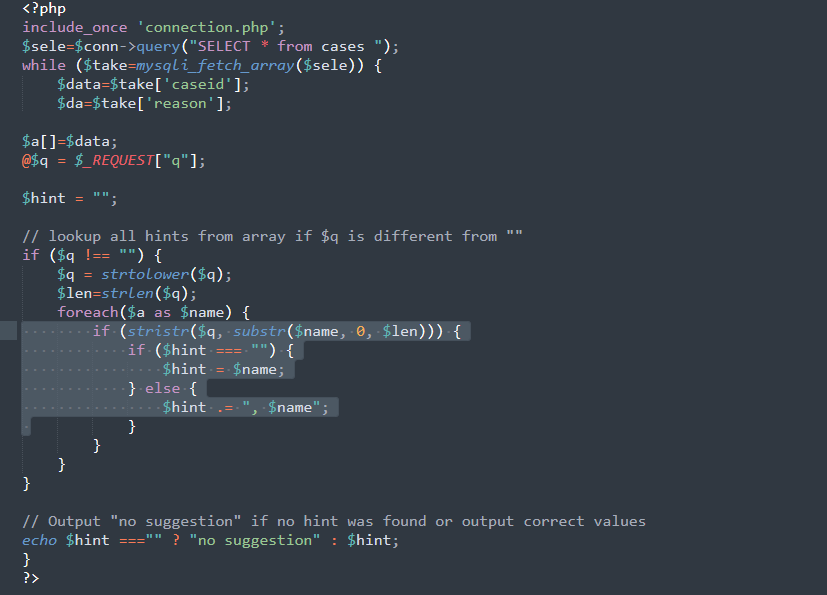 <?php
include_once 'connection.php';
$sele=$conn->query("SELECT * from cases ");
while ($take=mysqli_fetch_array($sele)) {
    $data=$take['caseid'];
    $da=$take['reason'];

$a[]=$data;
@$q = $_REQUEST["q"];

$hint = "";

// lookup all hints from array if $q is different from ""
if ($q !== "") {
    $q = strtolower($q);
    $len=strlen($q);
    foreach($a as $name) {
        if (stristr($q, substr($name, 0, $len))) {
            if ($hint === "") {
                $hint = $name;
            } else {
                $hint .= ", $name";
            }
        }
    }
}

// Output "no suggestion" if no hint was found or output correct values
echo $hint ==="" ? "no suggestion" : $hint;
}
?>